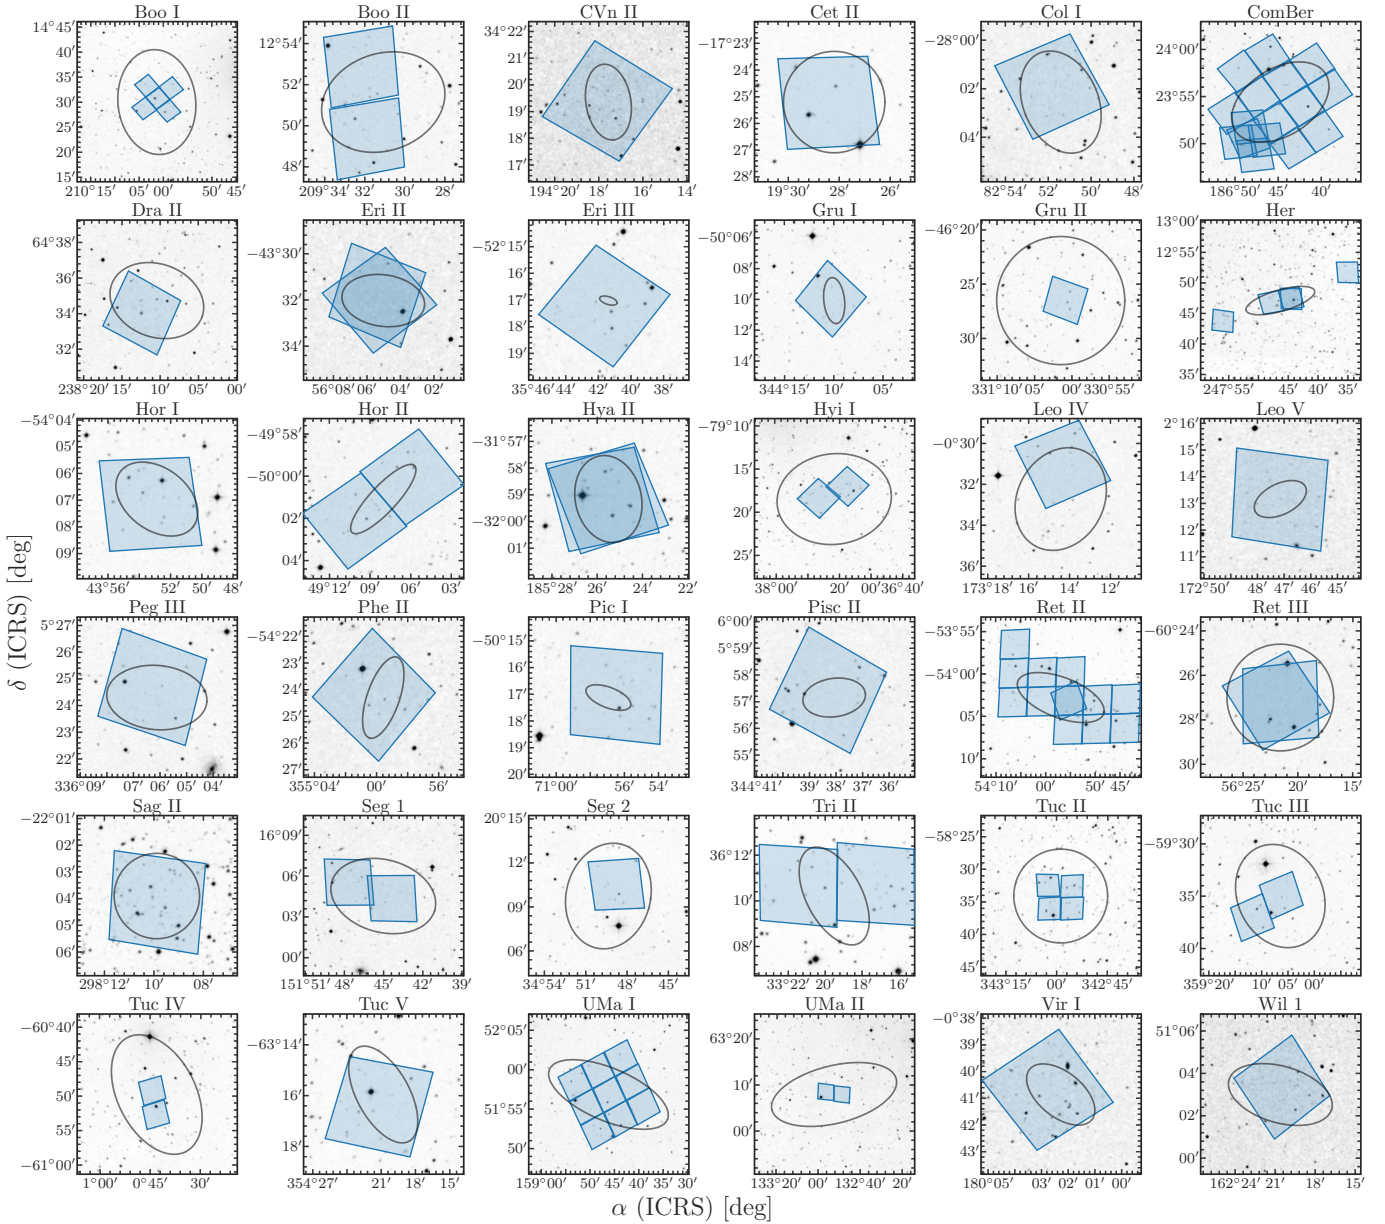 Boo I Boo II CVn II Cet II Col I ComBer
14°45′ 40′ 35′ 30′ 25′ 20′ 15′
12°54′ 52′ 50′ 48′
34°22′ 21′ 20′ 19′ 18′ 17′
−17°23′ 24′ 25′ 26′ 27′ 28′
−28°00′ 02′ 04′
24°00′ 23°55′ 50′
210°15′ 05′ 00′ 50′ 45′
209°34′ 32′ 30′ 28′
194°20′ 18′ 16′ 14′
19°30′ 28′ 26′
82°54′ 52′ 50′ 48′
186°50′ 45′ 40′
Dra II Eri II Eri III Gru I Gru II Her
64°38′ 36′ 34′ 32′
−43°30′ 32′ 34′
−52°15′ 16′ 17′ 18′ 19′
−50°06′ 08′ 10′ 12′ 14′
−46°20′ 25′ 30′
13°00′ 12°55′ 50′ 45′ 40′ 35′
238°20′ 15′ 10′ 05′ 00′
56°08′ 06′ 04′ 02′
35°46′ 44′ 42′ 40′ 38′
344°15′ 10′ 05′
331°10′ 05′ 00′ 330°55′
247°55′ 45′ 40′ 35′
Hor I Hor II Hya II Hyi I Leo IV Leo V
−54°04′ 05′ 06′ 07′ 08′ 09′
−49°58′ −50°00′ 02′ 04′
−31°57′ 58′ 59′ −32°00′ 01′
−79°10′ 15′ 20′ 25′
−0°30′ 32′ 34′
2°16′ 15′ 14′ 13′ 12′ 11′
43°56′ 52′ 50′ 48′
49°12′ 09′ 06′ 03′
185°28′ 26′ 24′ 22′
38°00′ 20′ 00′ 36°40′
173°18′ 16′ 14′ 12′
172°50′ 48′ 47′ 46′ 45′
Peg III Phe II Pic I Pisc II Ret II Ret III
5°27′ 26′ 25′ 24′ 23′ 22′
−54°22′ 23′ 24′ 25′ 26′ 27′
−50°15′ 16′ 17′ 18′ 19′ 20′
6°00′ 5°59′ 58′ 57′ 56′ 55′
−53°55′ −54°00′ 05′ 10′
−60°24′ 26′ 28′ 30′
336°09′ 07′ 06′ 05′ 04′
355°04′ 00′ 56′
71°00′ 58′ 56′ 54′
344°41′ 39′ 38′ 37′ 36′
54°10′ 00′ 50′ 45′
56°25′ 20′ 15′
Sag II Seg 1 Seg 2 Tri II Tuc II Tuc III
−22°01′ 02′ 03′ 04′ 05′ 06′
16°09′ 06′ 03′ 00′
20°15′ 12′ 09′ 06′
36°12′ 10′ 08′
−58°25′ 30′ 35′ 40′ 45′
−59°30′ 35′ 40′
298°12′ 10′ 08′
151°51′ 48′ 45′ 42′ 39′
34°54′ 51′ 48′ 45′
33°22′ 20′ 18′ 16′ 15′
343°15′ 00′ 342°45′
359°20′ 10′ 05′ 00′
Tuc IV Tuc V UMa I UMa II Vir I Wil 1
−60°40′ 45′ 50′ 55′ −61°00′
−63°14′ 16′ 18′
52°05′ 00′ 51°55′ 50′
63°20′ 10′ 00′
−0°38′ 39′ 40′ 41′ 42′ 43′
51°06′ 04′ 02′ 00′
1°00′ 0°45′ 30′
354°27′ 21′ 18′ 15′
159°00′ 50′ 45′ 40′ 35′ 30′
133°20′ 00′ 132°40′ 20′
180°05′ 03′ 02′ 01′ 00′
162°24′ 21′ 18′ 15′
δ (ICRS) [deg]
α (ICRS) [deg]